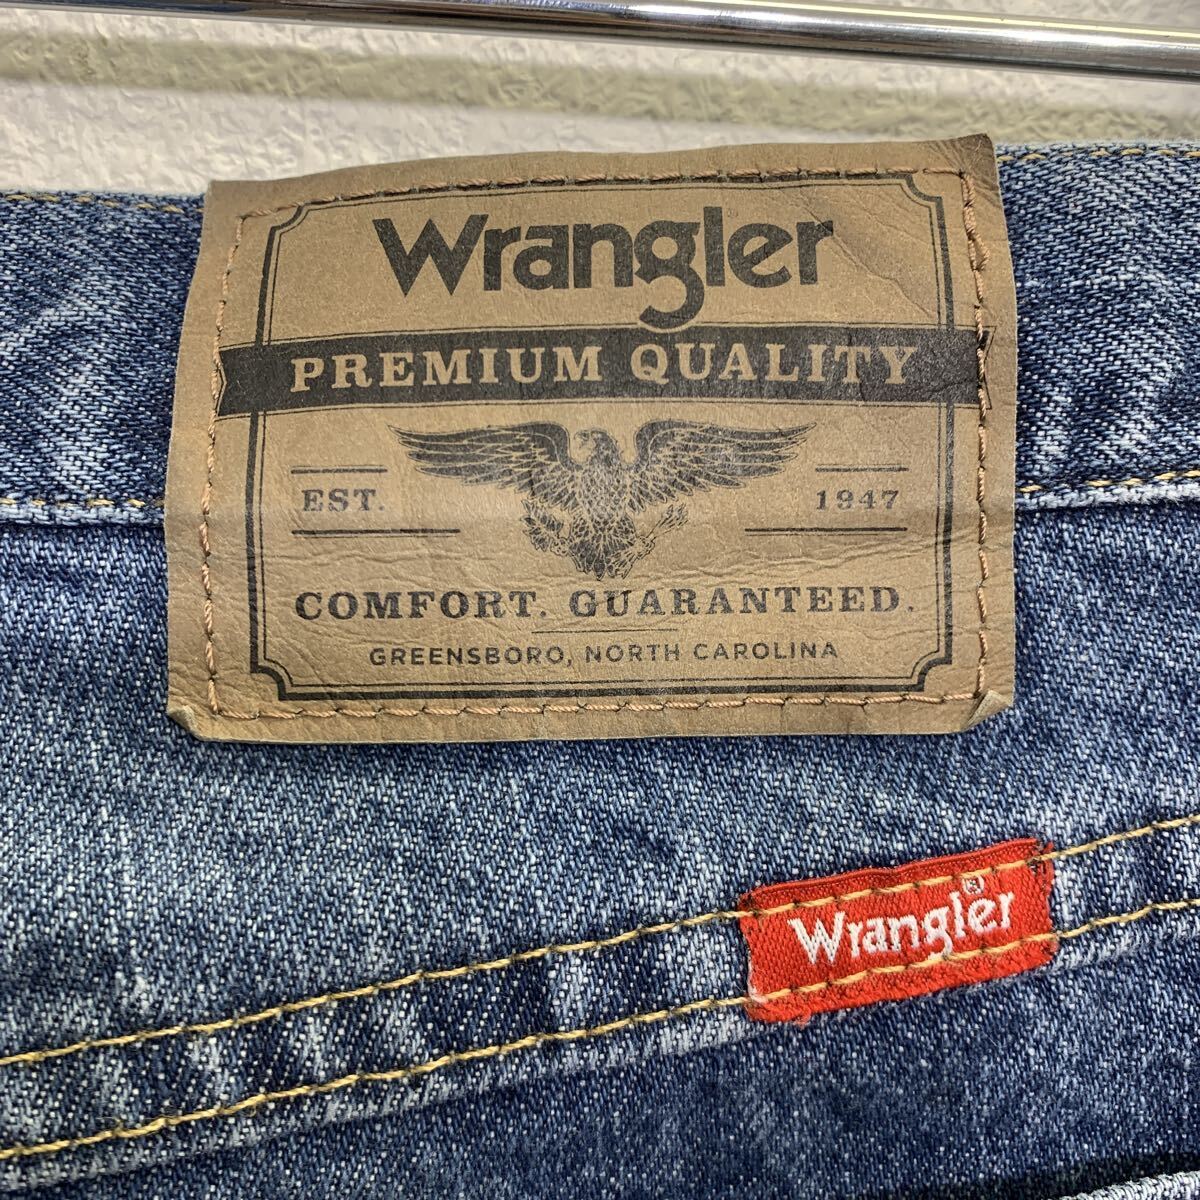 Wrangler
PREMIUM QUALITY
EST. 1947
COMFORT. GUARANTEED.
GREENSBORO, NORTH CAROLINA
Wrangler®